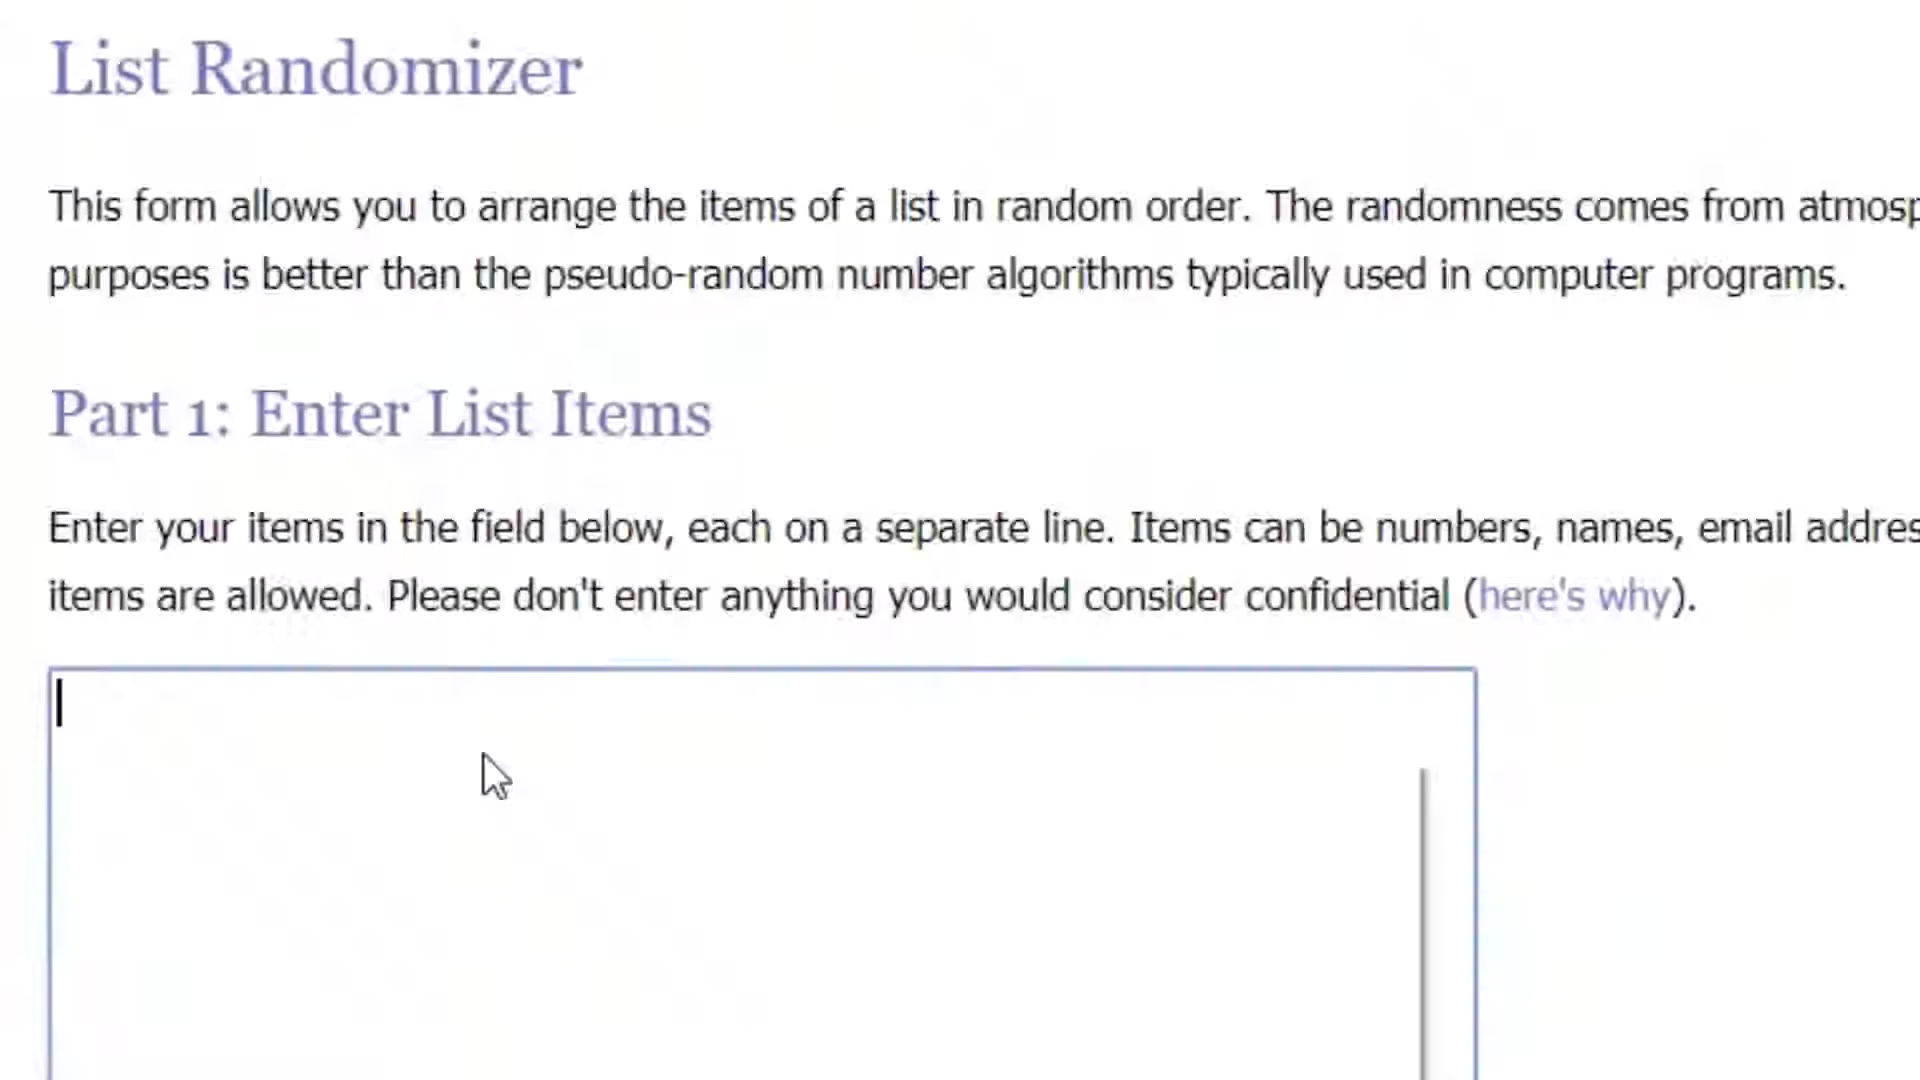 List Randomizer
This form allows you to arrange the items of a list in random order. The randomness comes from atmosp
purposes is better than the pseudo-random number algorithms typically used in computer programs.
Part 1: Enter List Items
Enter your items in the field below, each on a separate line. Items can be numbers, names, email addres
items are allowed. Please don't enter anything you would consider confidential (here's why).